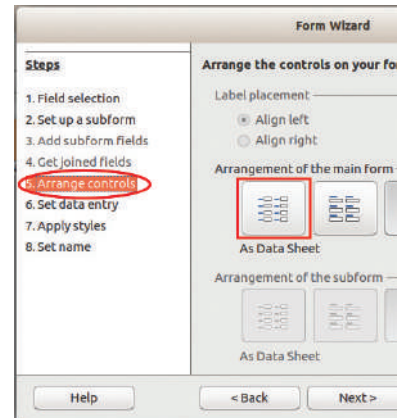 Form Wizard
Steps
1. Field selection
2. Set up a subform
3. Add subform fields
4. Get joined fields
5. Arrange controls
6. Set data entry
7. Apply styles
8. Set name
Arrange the controls on your fo
Label placement
Align left
Align right
Arrangement of the main form
As Data Sheet
Arrangement of the subform
As Data Sheet
Help
< Back
Next >